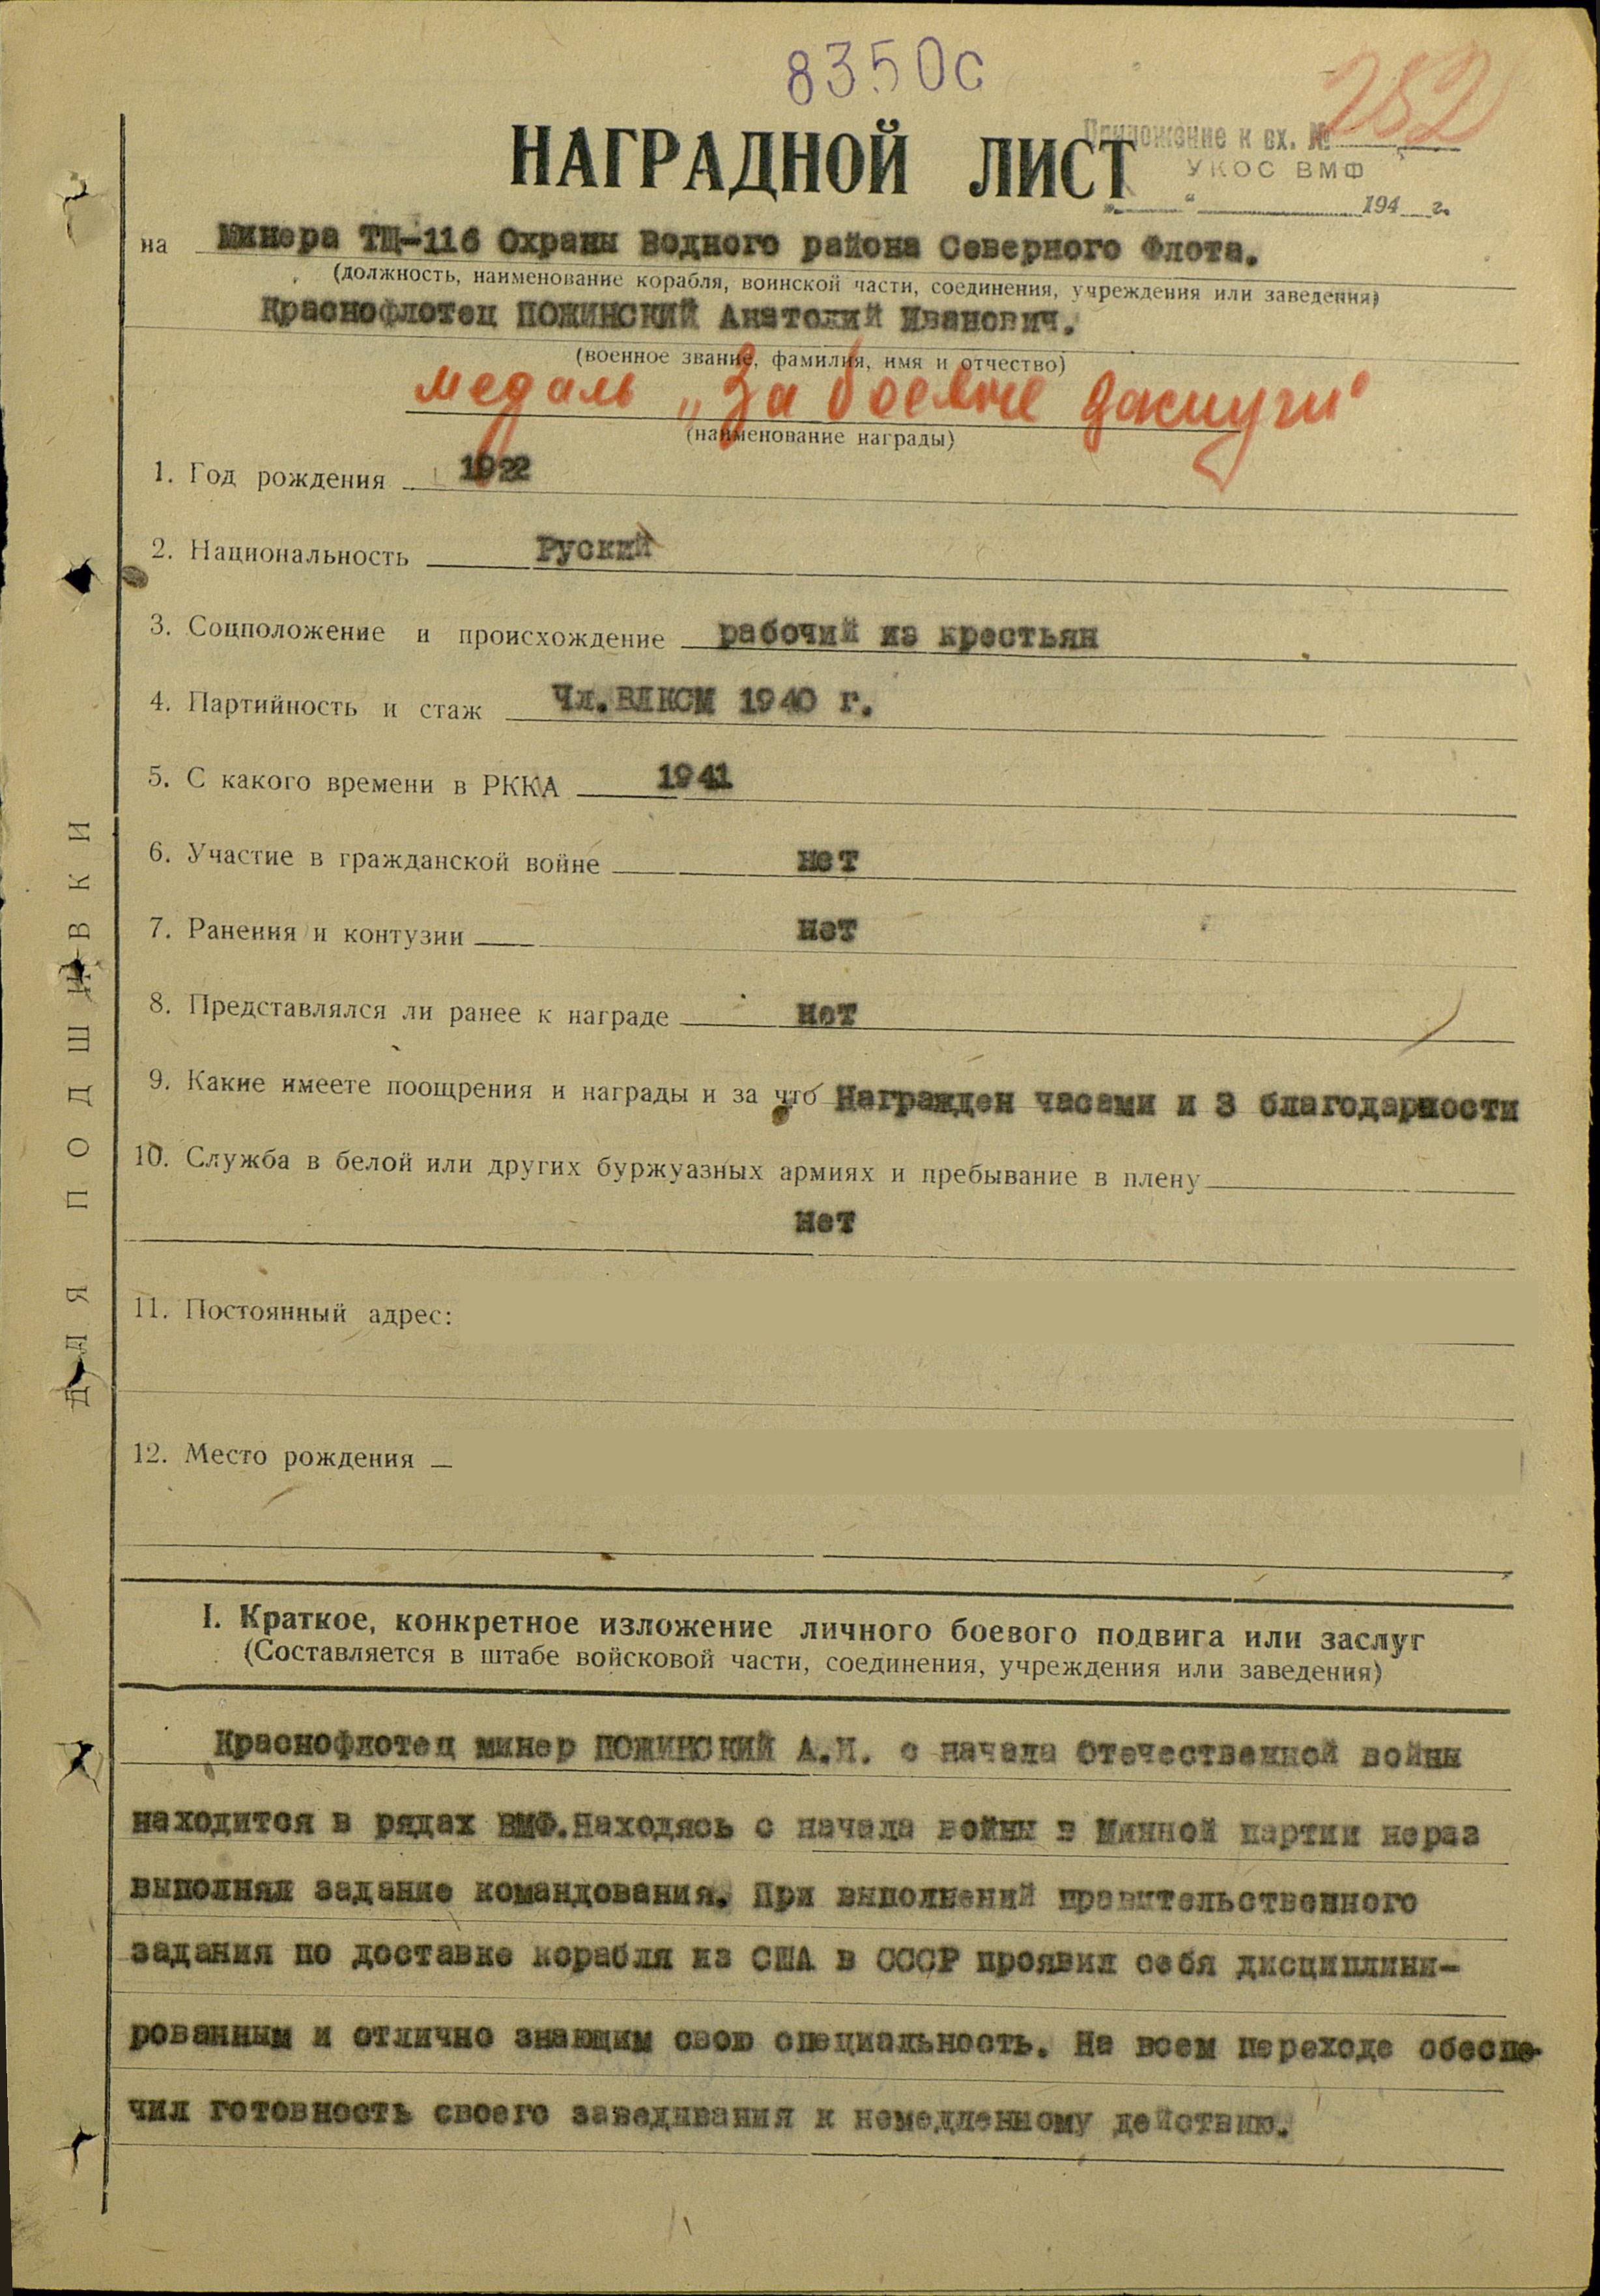 8350с
252
Приложение к вх. №
УКОС ВМФ
НАГРАДНОЙ ЛИСТ
„ “ 194 г.
на Минера ТЩ-116 Охраны Водного района Северного Флота.
(должность, наименование корабля, воинской части, соединения, учреждения или заведения)
Краснофлотец ПОЖИНСКИЙ Анатолий Иванович.
(военное звание, фамилия, имя и отчество)
медаль „За боевые заслуги"
(наименование награды)
1. Год рождения 1922
2. Национальность Руский
3. Соцположение и происхождение рабочий из крестьян
4. Партийность и стаж Чл.ВЛКСМ 1940 г.
5. С какого времени в РККА 1941
6. Участие в гражданской войне нет
7. Ранения и контузии нет
8. Представлялся ли ранее к награде нет
9. Какие имеете поощрения и награды и за что Награжден часами и 3 благодарности
10. Служба в белой или других буржуазных армиях и пребывание в плену
нет
11. Постоянный адрес:
12. Место рождения
ДЛЯ ПОДШИВКИ
I. Краткое, конкретное изложение личного боевого подвига или заслуг
(Составляется в штабе войсковой части, соединения, учреждения или заведения)
Краснофлотец минер ПОЖИНСКИЙ А.И. с начала Отечественной войны
находится в рядах ВМФ.Находясь с начала войны в Минной партии нераз
выполнял задание командования. При выполнений правительственного
задания по доставке корабля из США в СССР проявил себя дисциплини-
рованным и отлично знающим свою специальность. На всем переходе обеспе-
чил готовность своего заведивания к немедленному действию.